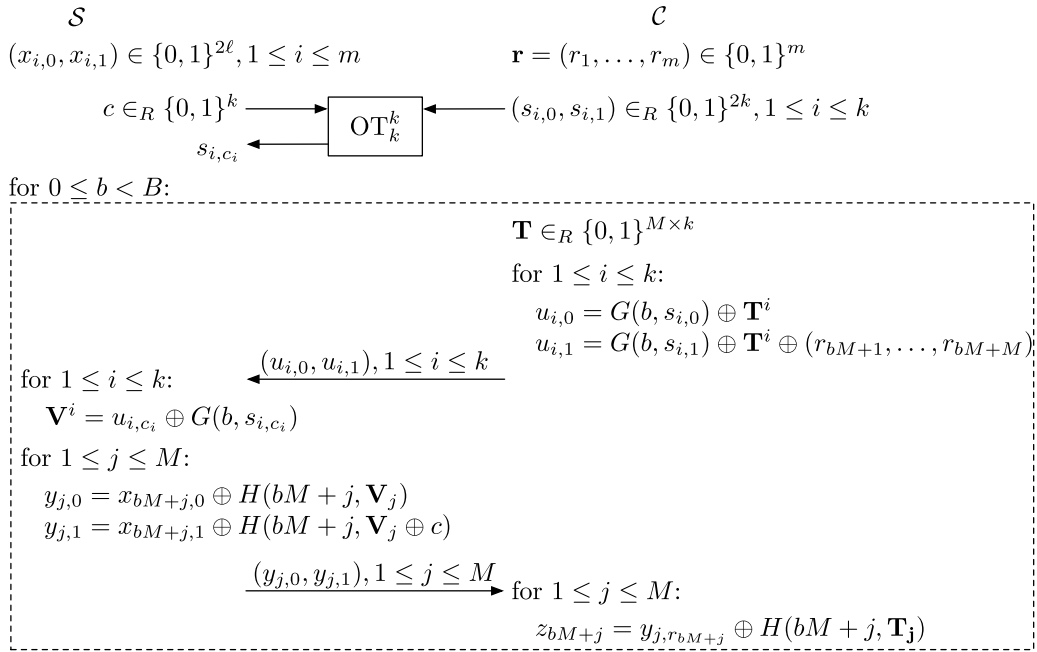 𝒮
𝒞
(x_{i,0}, x_{i,1}) ∈ {0, 1}^{2ℓ}, 1 ≤ i ≤ m
𝐫 = (r_1, …, r_m) ∈ {0, 1}^m
c ∈_R {0, 1}^k
OT^k_k
(s_{i,0}, s_{i,1}) ∈_R {0, 1}^{2k}, 1 ≤ i ≤ k
s_{i,c_i}
for 0 ≤ b < B:
𝐓 ∈_R {0, 1}^{M×k}
for 1 ≤ i ≤ k:
u_{i,0} = G(b, s_{i,0}) ⊕ 𝐓^i
u_{i,1} = G(b, s_{i,1}) ⊕ 𝐓^i ⊕ (r_{bM+1}, …, r_{bM+M})
(u_{i,0}, u_{i,1}), 1 ≤ i ≤ k
for 1 ≤ i ≤ k:
𝐕^i = u_{i,c_i} ⊕ G(b, s_{i,c_i})
for 1 ≤ j ≤ M:
y_{j,0} = x_{bM+j,0} ⊕ H(bM + j, 𝐕_j)
y_{j,1} = x_{bM+j,1} ⊕ H(bM + j, 𝐕_j ⊕ c)
(y_{j,0}, y_{j,1}), 1 ≤ j ≤ M
for 1 ≤ j ≤ M:
z_{bM+j} = y_{j,r_{bM+j}} ⊕ H(bM + j, 𝐓_𝐣)